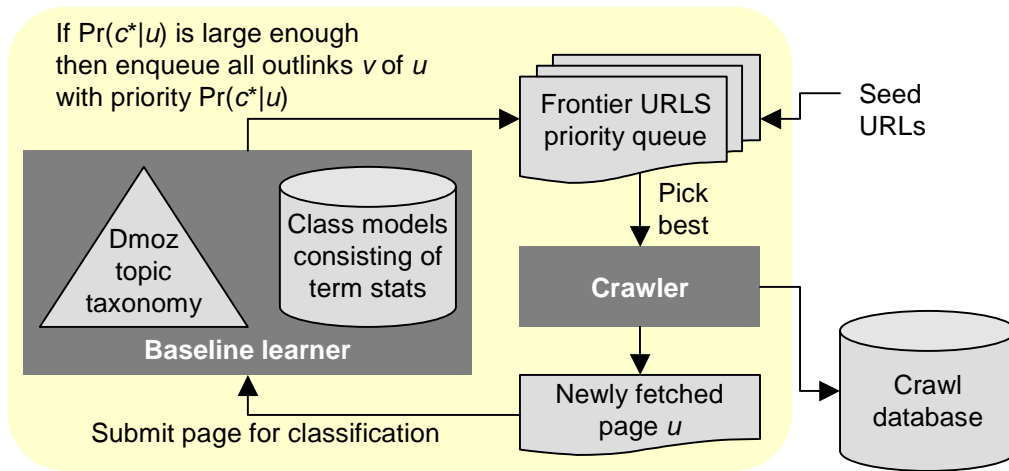 If Pr(c*|u) is large enough
then enqueue all outlinks v of u
with priority Pr(c*|u)
Frontier URLS
priority queue
Seed
URLs
Pick
best
Dmoz
topic
taxonomy
Class models
consisting of
term stats
Baseline learner
Crawler
Newly fetched
page u
Submit page for classification
Crawl
database